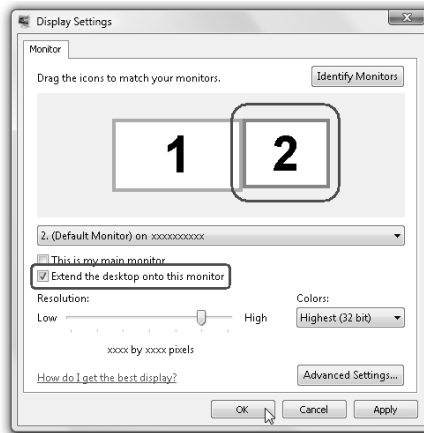 Display Settings
Monitor
Drag the icons to match your monitors.
Identify Monitors
1
2
2. (Default Monitor) on xxxxxxxxxx
This is my main monitor
Extend the desktop onto this monitor
Resolution:
Colors:
Low
High
Highest (32 bit)
xxxx by xxxx pixels
How do I get the best display?
Advanced Settings...
OK
Cancel
Apply